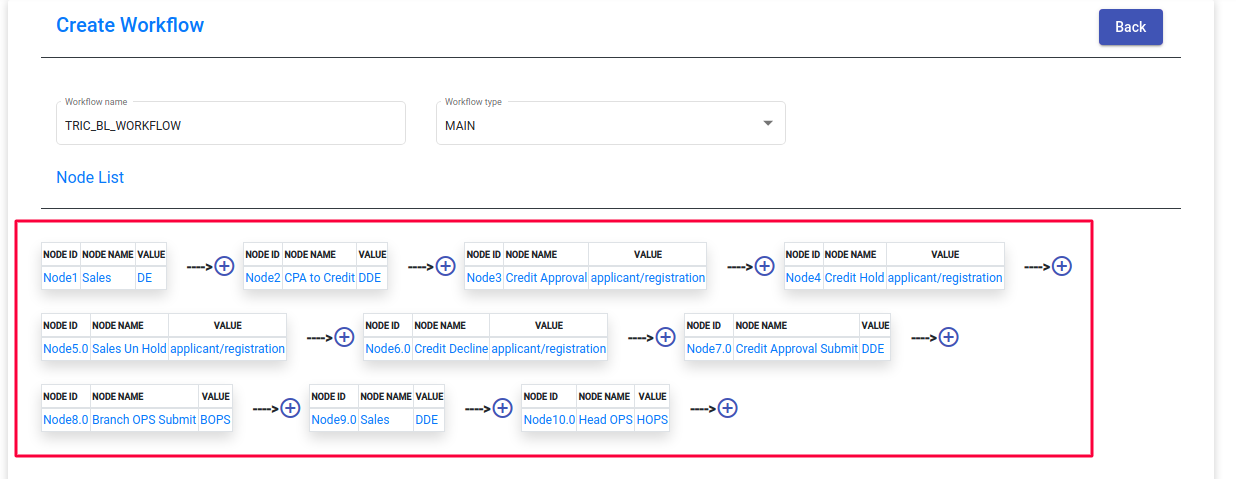 Create Workflow
Back
Workflow name
TRIC_BL_WORKFLOW
Workflow type
MAIN
Node List
NODE ID NODE NAME VALUE ----> NODE ID NODE NAME VALUE ----> NODE ID NODE NAME VALUE ----> NODE ID NODE NAME VALUE ---->
Node1 Sales DE Node2 CPA to Credit DDE Node3 Credit Approval applicant/registration Node4 Credit Hold applicant/registration
NODE ID NODE NAME VALUE ----> NODE ID NODE NAME VALUE ----> NODE ID NODE NAME VALUE ---->
Node5.0 Sales Un Hold applicant/registration Node6.0 Credit Decline applicant/registration Node7.0 Credit Approval Submit DDE
NODE ID NODE NAME VALUE ----> NODE ID NODE NAME VALUE ----> NODE ID NODE NAME VALUE ---->
Node8.0 Branch OPS Submit BOPS Node9.0 Sales DDE Node10.0 Head OPS HOPS